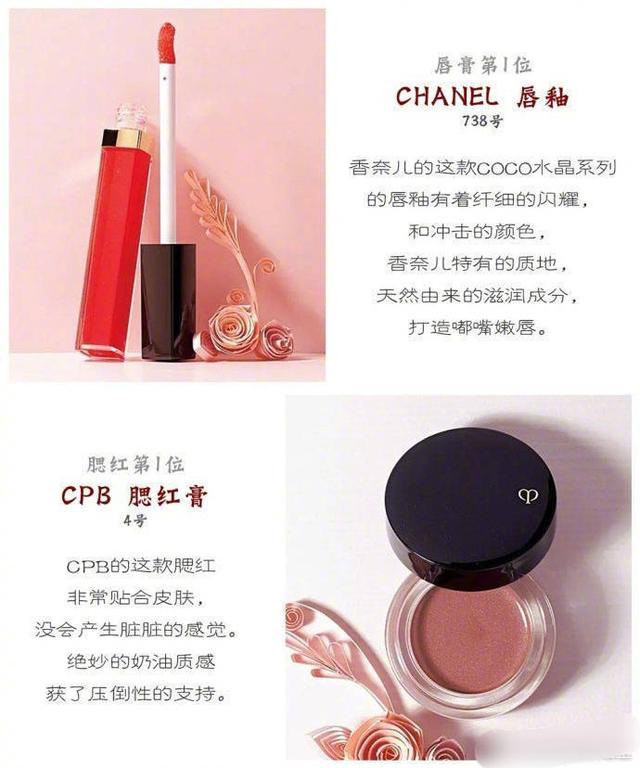 唇膏第1位
CHANEL 唇釉
738号
香奈儿的这款COCO水晶系列
的唇釉有着纤细的闪耀，
和冲击的颜色，
香奈儿特有的质地，
天然由来的滋润成分，
打造嘟嘴嫩唇。
腮红第1位
CPB 腮红膏
4号
CPB的这款腮红
非常贴合皮肤，
没会产生脏脏的感觉。
绝妙的奶油质感
获了压倒性的支持。